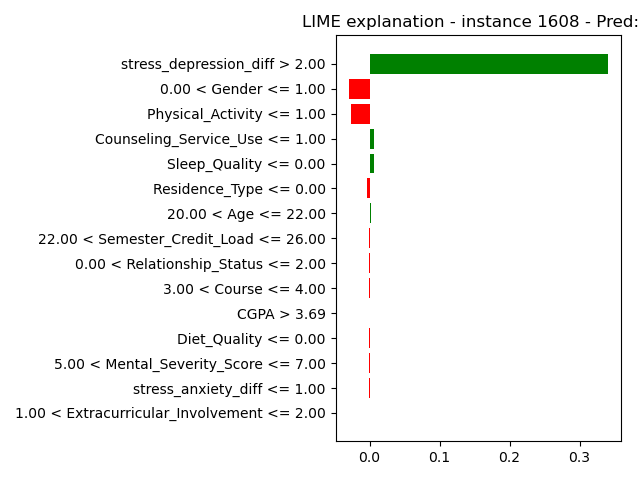 LIME explanation - instance 1608 - Pred:
stress_depression_diff > 2.00
0.00 < Gender <= 1.00
Physical_Activity <= 1.00
Counseling_Service_Use <= 1.00
Sleep_Quality <= 0.00
Residence_Type <= 0.00
20.00 < Age <= 22.00
22.00 < Semester_Credit_Load <= 26.00
0.00 < Relationship_Status <= 2.00
3.00 < Course <= 4.00
CGPA > 3.69
Diet_Quality <= 0.00
5.00 < Mental_Severity_Score <= 7.00
stress_anxiety_diff <= 1.00
1.00 < Extracurricular_Involvement <= 2.00
0.0 0.1 0.2 0.3